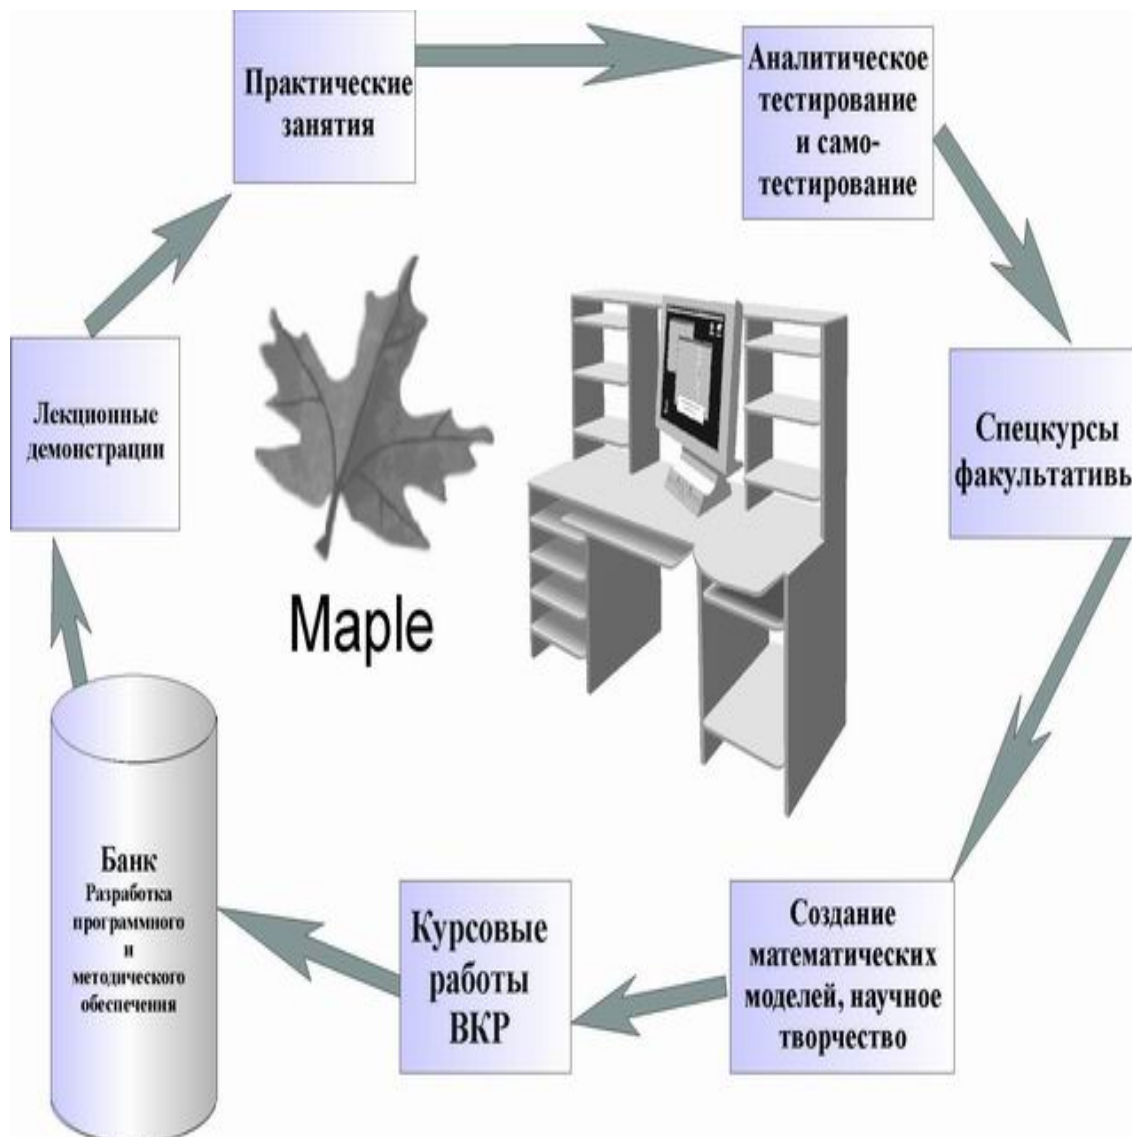 Практические
занятия
Аналитическое
тестирование
и само-
тестирование
Лекционные
демонстрации
Спецкурсы
факультативы
Maple
Банк
Разработка
программного
и
методического
обеспечения
Курсовые
работы
ВКР
Создание
математических
моделей, научное
творчество